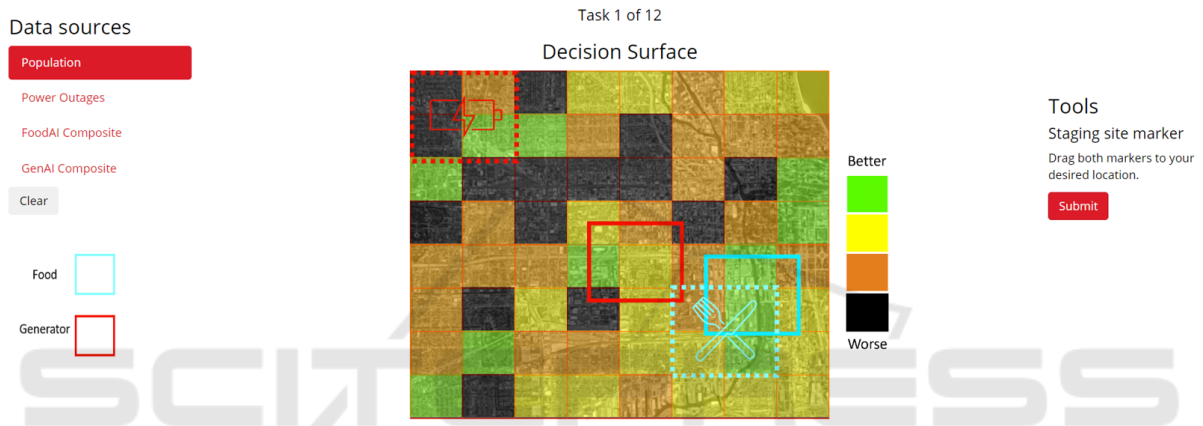 Task 1 of 12
Data sources
Population
Power Outages
FoodAI Composite
GenAI Composite
Clear
Food
Generator
Decision Surface
Better
Worse
Tools
Staging site marker
Drag both markers to your
desired location.
Submit
SCITEPRESS